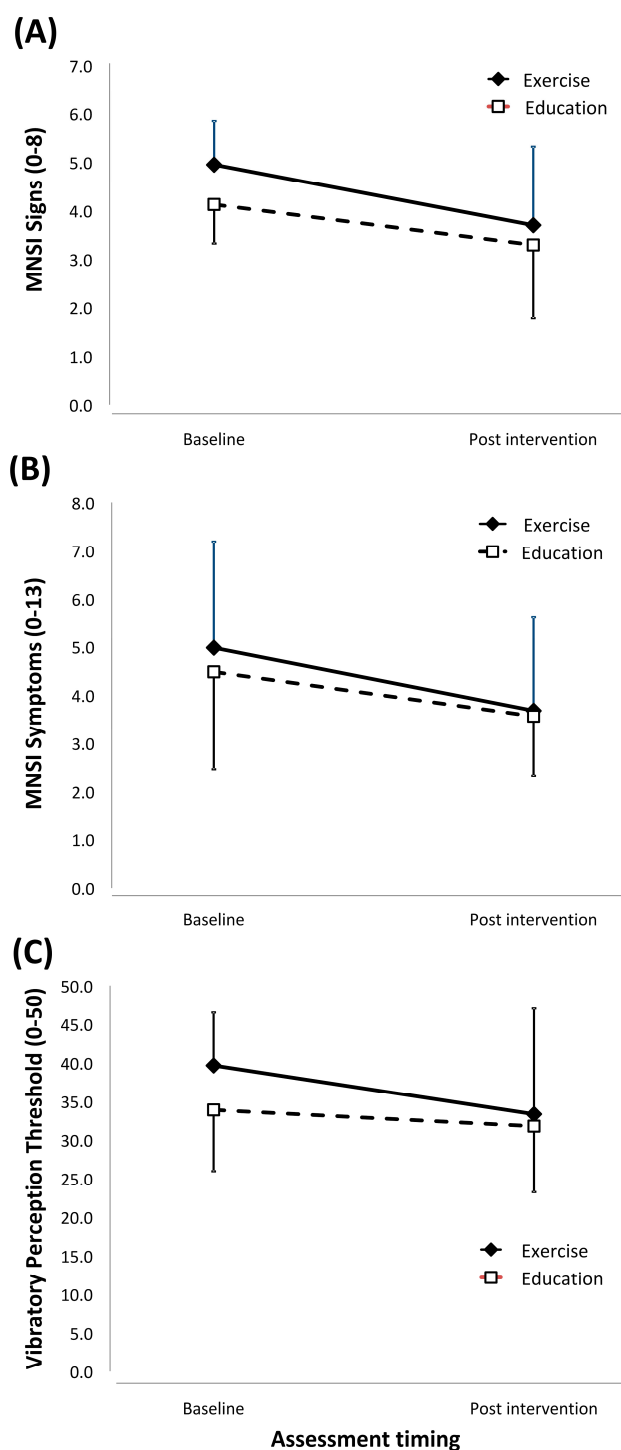 (A)
7.0
6.0
5.0
4.0
3.0
2.0
1.0
0.0
MNSI Signs (0-8)
Exercise
Education
Baseline Post intervention
(B)
8.0
7.0
6.0
5.0
4.0
3.0
2.0
1.0
0.0
MNSI Symptoms (0-13)
Exercise
Education
Baseline Post intervention
(C)
50.0
45.0
40.0
35.0
30.0
25.0
20.0
15.0
10.0
5.0
0.0
Vibratory Perception Threshold (0-50)
Exercise
Education
Baseline Post intervention
Assessment timing